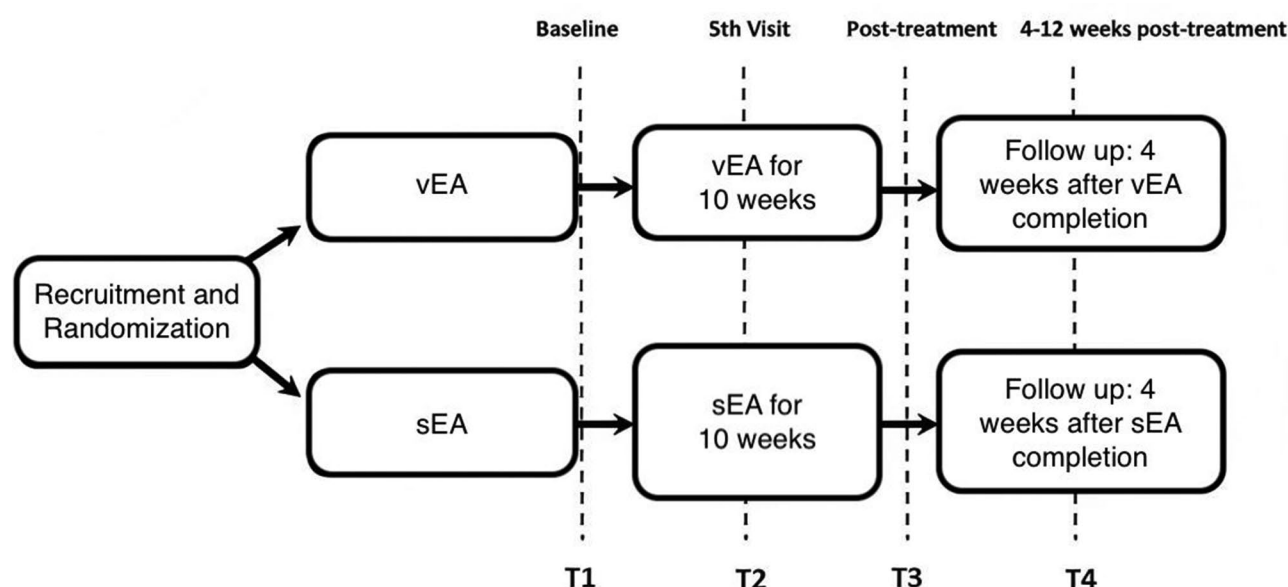 Baseline 5th Visit Post-treatment 4-12 weeks post-treatment
vEA
vEA for
10 weeks
Follow up: 4
weeks after vEA
completion
Recruitment and
Randomization
sEA
sEA for
10 weeks
Follow up: 4
weeks after sEA
completion
T1 T2 T3 T4